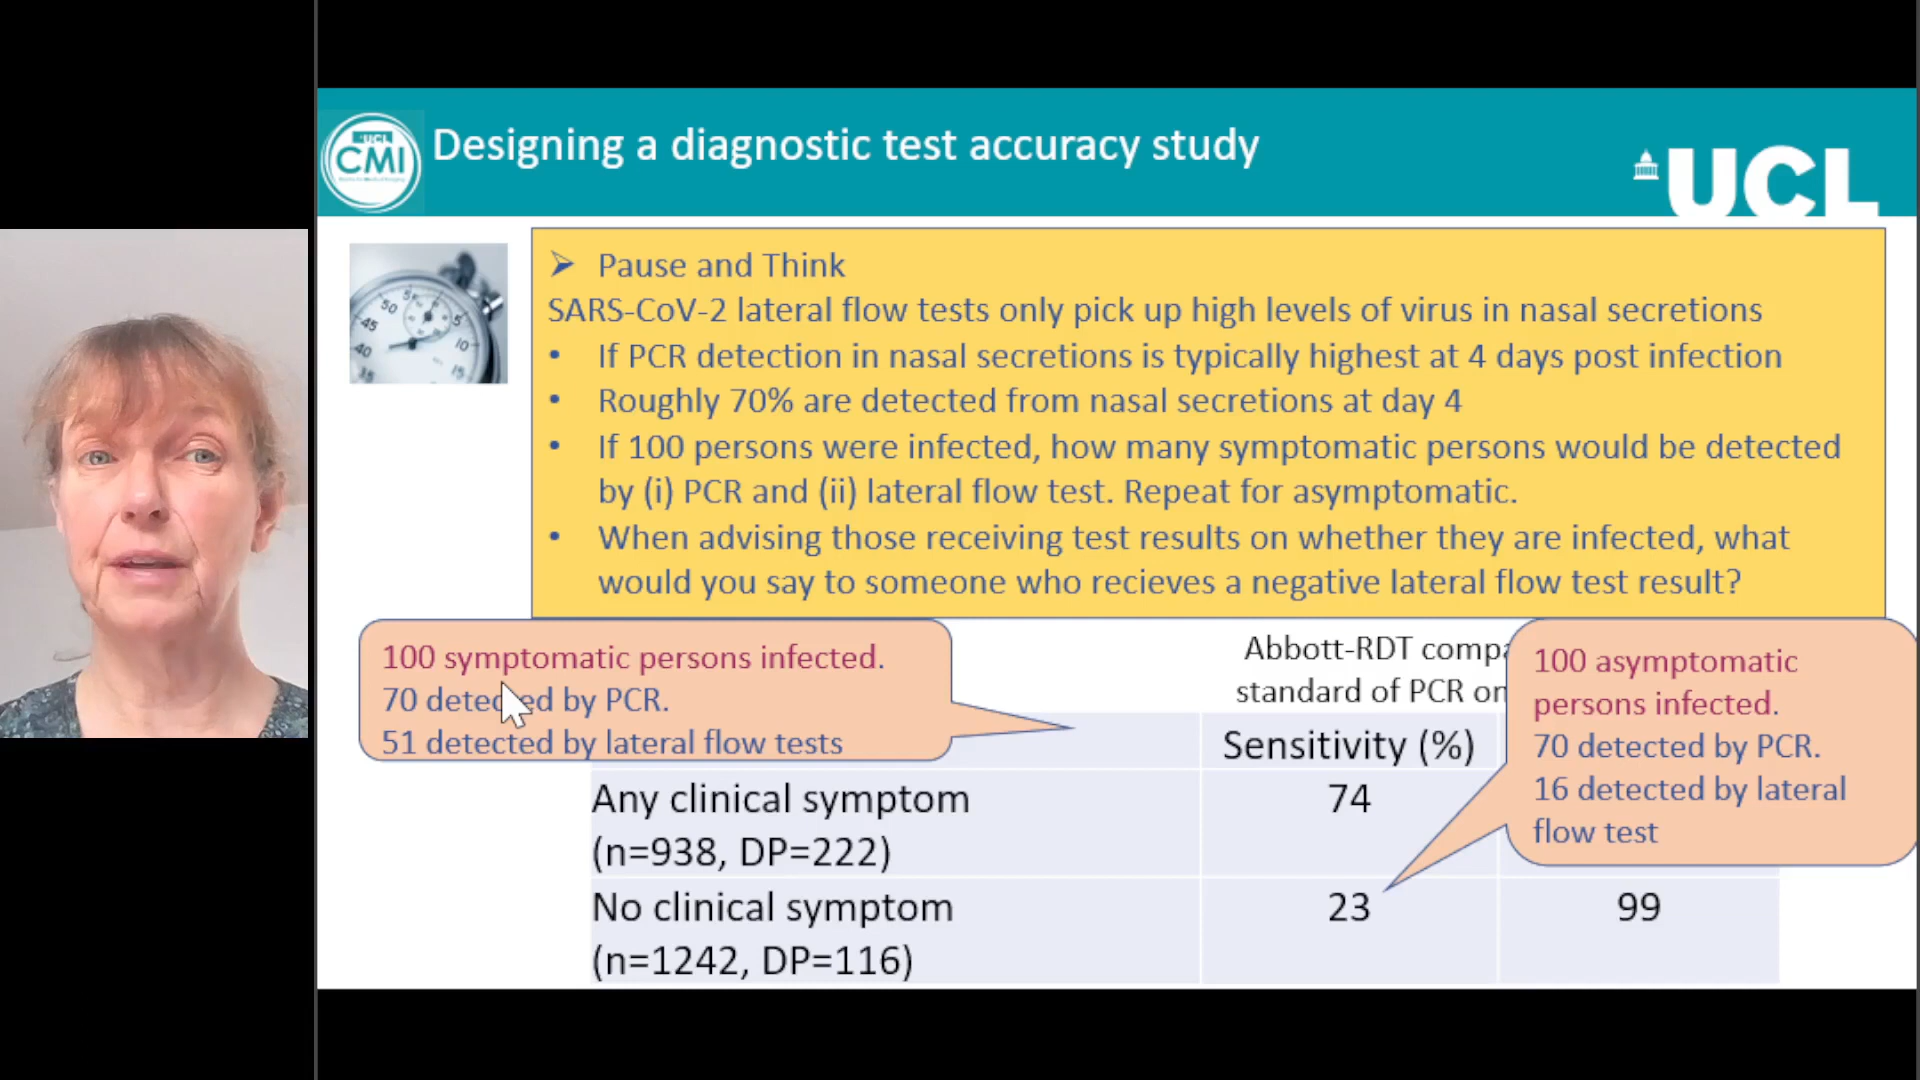 UCL
CMI
Designing a diagnostic test accuracy study
UCL
Pause and Think
SARS-CoV-2 lateral flow tests only pick up high levels of virus in nasal secretions
• If PCR detection in nasal secretions is typically highest at 4 days post infection
• Roughly 70% are detected from nasal secretions at day 4
• If 100 persons were infected, how many symptomatic persons would be detected
by (i) PCR and (ii) lateral flow test. Repeat for asymptomatic.
• When advising those receiving test results on whether they are infected, what
would you say to someone who recieves a negative lateral flow test result?
100 symptomatic persons infected.
70 detected by PCR.
51 detected by lateral flow tests
Abbott-RDT compa
standard of PCR on
100 asymptomatic
persons infected.
70 detected by PCR.
16 detected by lateral
flow test
Sensitivity (%)
Any clinical symptom
(n=938, DP=222)
74
No clinical symptom
(n=1242, DP=116)
23
99